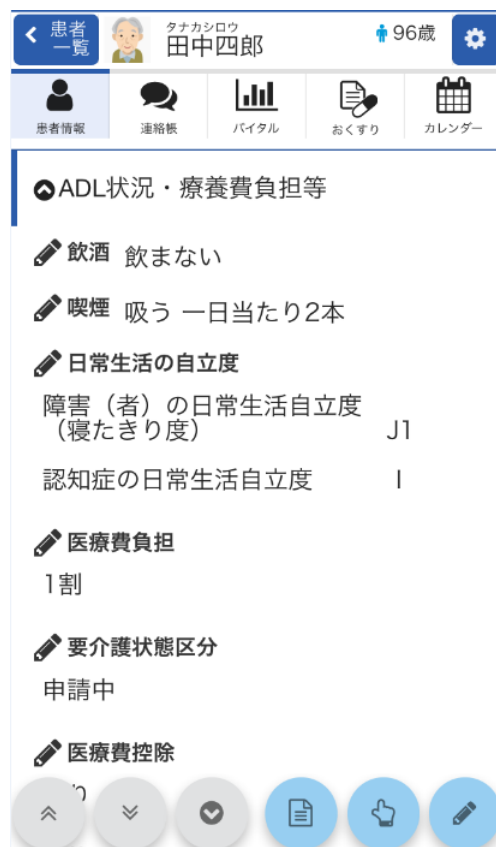 患者
一覧
タナカシロウ
田中四郎
96歳
患者情報
連絡帳
バイタル
おくすり
カレンダー
ADL状況・療養費負担等
飲酒 飲まない
喫煙 吸う 一日当たり2本
日常生活の自立度
障害（者）の日常生活自立度
（寝たきり度） J1
認知症の日常生活自立度 I
医療費負担
1割
要介護状態区分
申請中
医療費控除